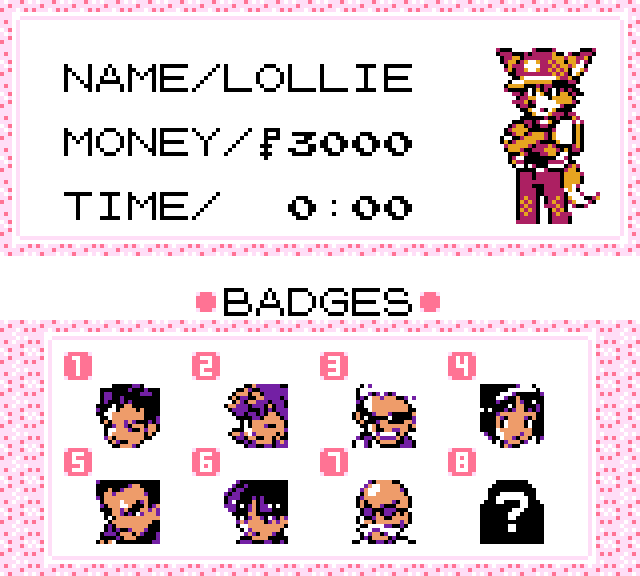 NAME/LOLLIE
MONEY/₽3000
TIME/ 0:00
●BADGES●
1 2 3 4
5 6 7 8
?